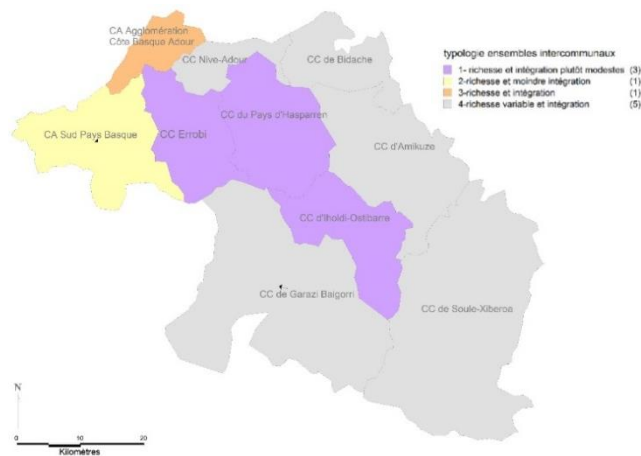 CA Agglomération
Côte Basque Adour
CC Nive-Adour
CC de Bidache
CC du Pays d'Hasparren
CA Sud Pays Basque
CC Errobi
CC d'Amikuze
CC d'Iholdi-Ostibarre
CC de Garazi Baigorri
CC de Soule-Xiberoa
typologie ensembles intercommunaux
1- richesse et intégration plutôt modestes (3)
2-richesse et moindre intégration (1)
3-richesse et intégration (1)
4-richesse variable et intégration (5)
N
0 10 20
Kilomètres